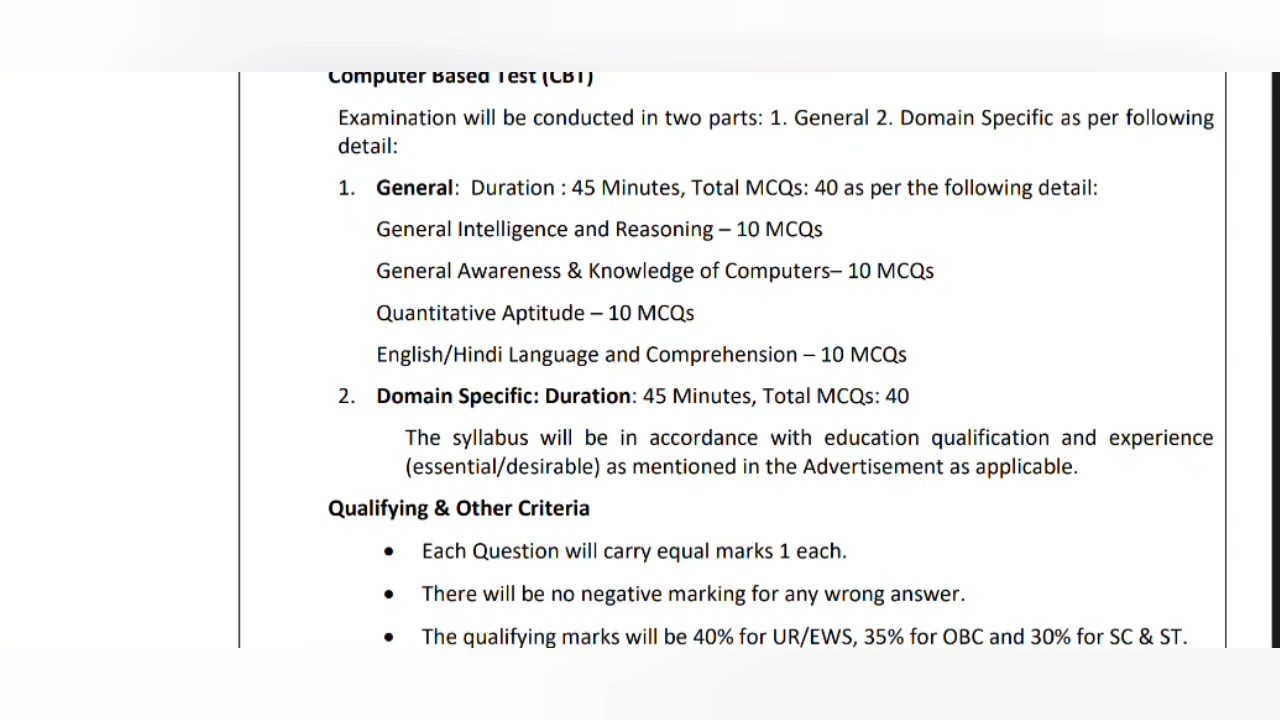 Computer Based Test (CBT)
Examination will be conducted in two parts: 1. General 2. Domain Specific as per following
detail:
1. General: Duration : 45 Minutes, Total MCQs: 40 as per the following detail:
General Intelligence and Reasoning – 10 MCQs
General Awareness & Knowledge of Computers– 10 MCQs
Quantitative Aptitude – 10 MCQs
English/Hindi Language and Comprehension – 10 MCQs
2. Domain Specific: Duration: 45 Minutes, Total MCQs: 40
The syllabus will be in accordance with education qualification and experience
(essential/desirable) as mentioned in the Advertisement as applicable.
Qualifying & Other Criteria
• Each Question will carry equal marks 1 each.
• There will be no negative marking for any wrong answer.
• The qualifying marks will be 40% for UR/EWS, 35% for OBC and 30% for SC & ST.